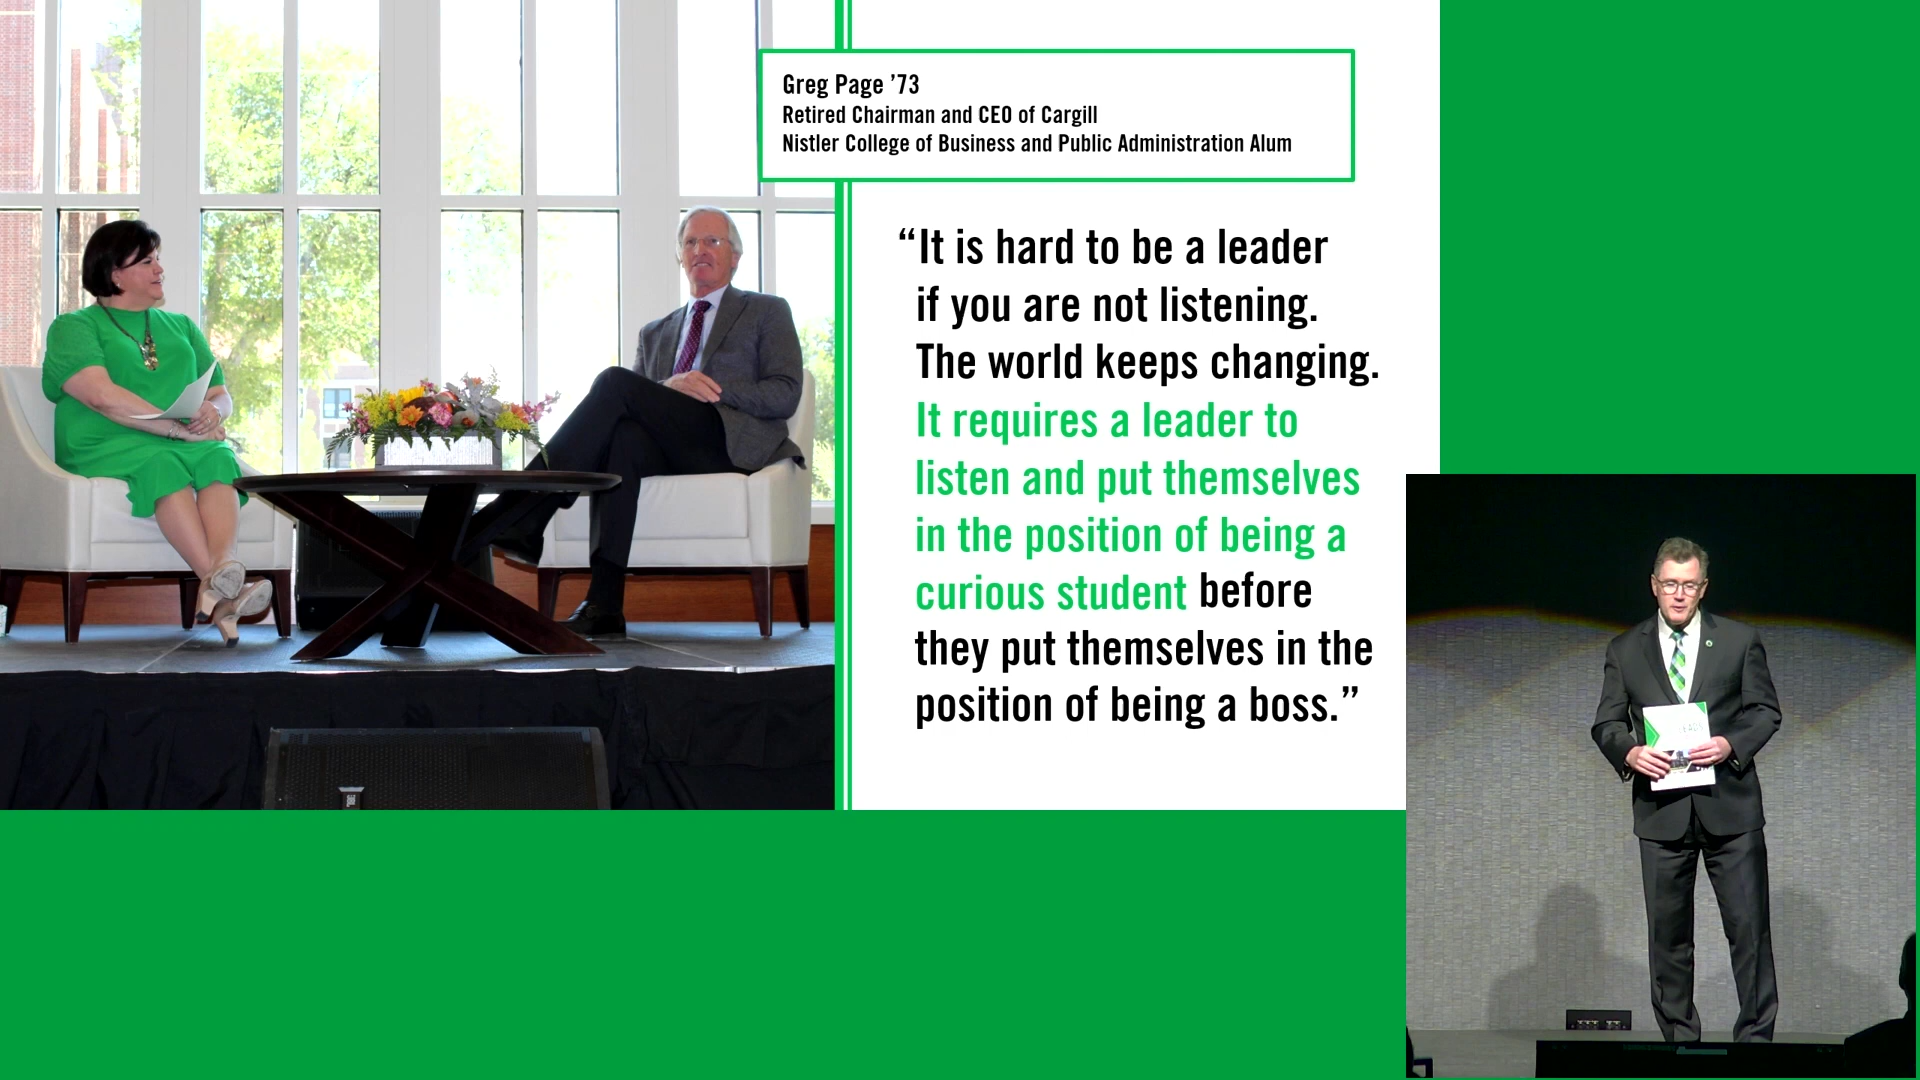 Greg Page ’73
Retired Chairman and CEO of Cargill
Nistler College of Business and Public Administration Alum
“It is hard to be a leader
if you are not listening.
The world keeps changing.
It requires a leader to
listen and put themselves
in the position of being a
curious student before
they put themselves in the
position of being a boss.”
LEADS
JBL